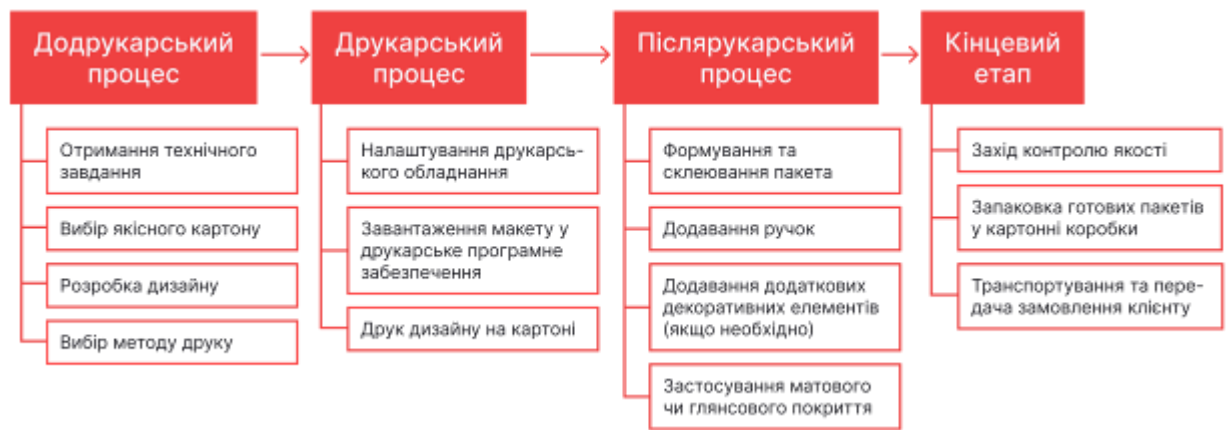 Додрукарський
процес
Отримання технічного
завдання
Вибір якісного картону
Розробка дизайну
Вибір методу друку
Друкарський
процес
Налаштування друкарсь-
кого обладнання
Завантаження макету у
друкарське програмне
забезпечення
Друк дизайну на картоні
Післярукарський
процес
Формування та
склеювання пакета
Додавання ручок
Додавання додаткових
декоративних елементів
(якщо необхідно)
Застосування матового
чи глянсового покриття
Кінцевий
етап
Захід контролю якості
Запаковка готових пакетів
у картонні коробки
Транспортування та пере-
дача замовлення клієнту